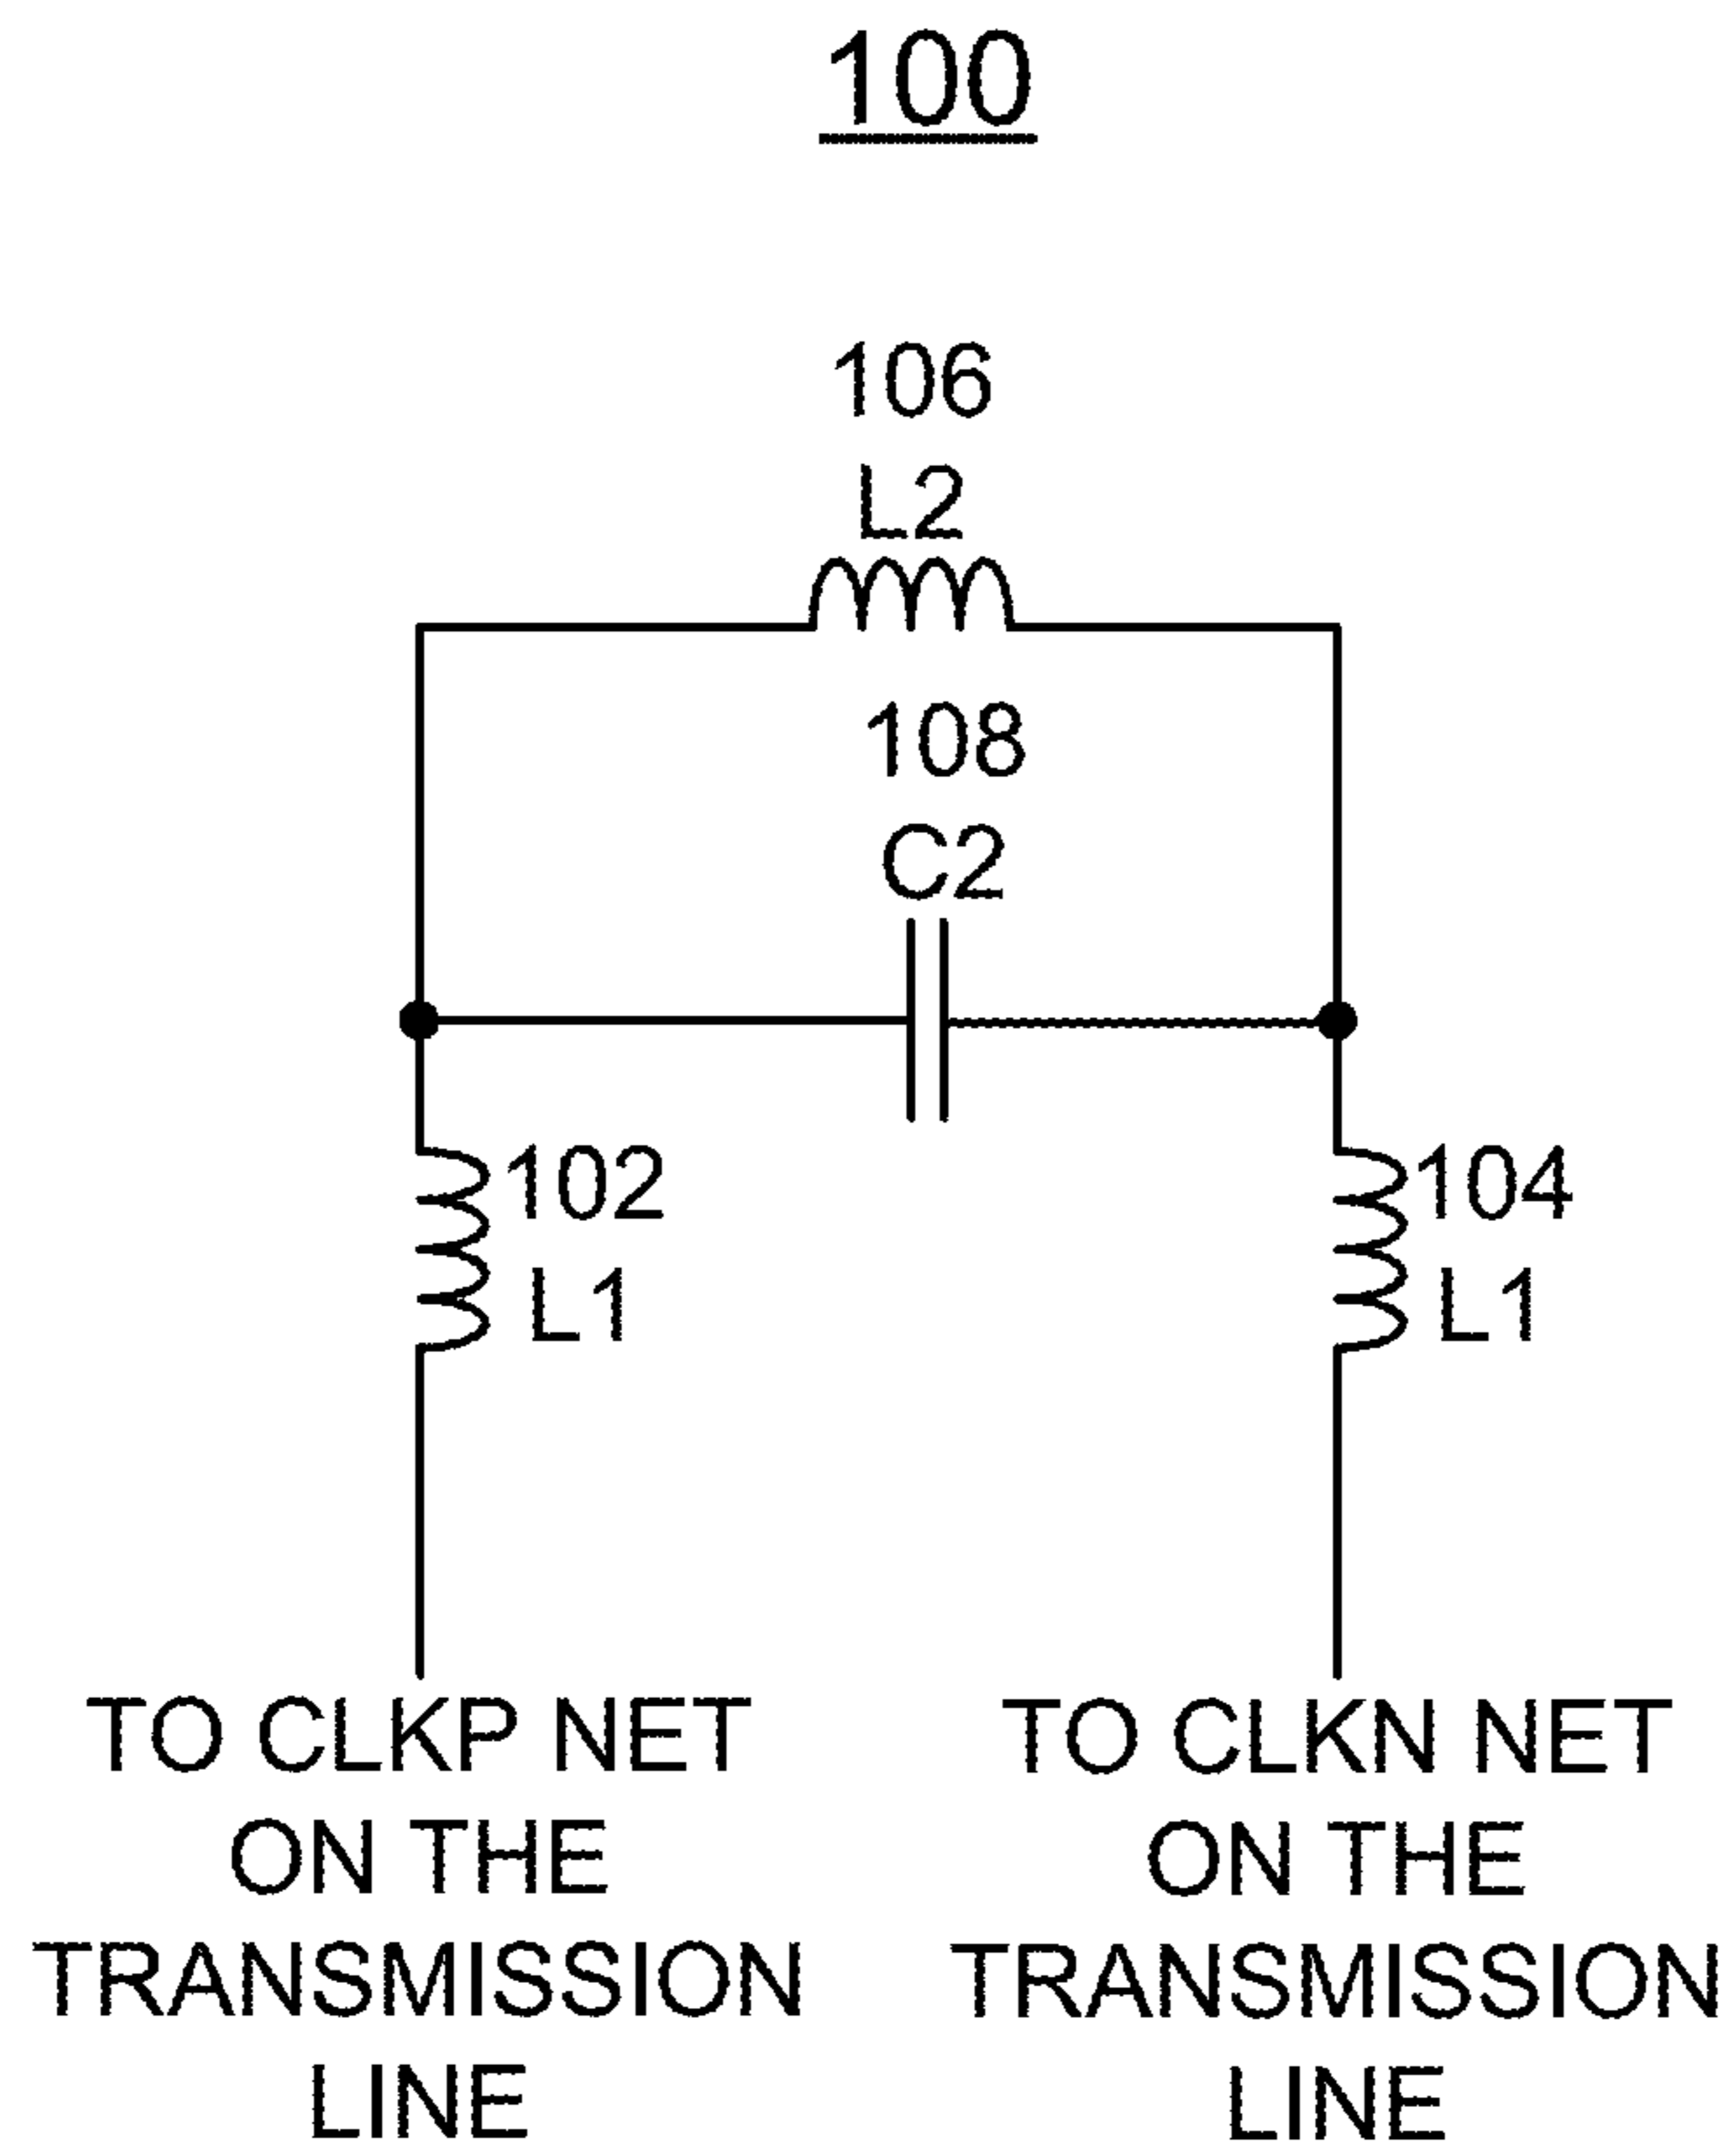 100
106
L2
108
C2
102
L1
104
L1
TO CLKP NET
ON THE
TRANSMISSION
LINE
TO CLKN NET
ON THE
TRANSMISSION
LINE